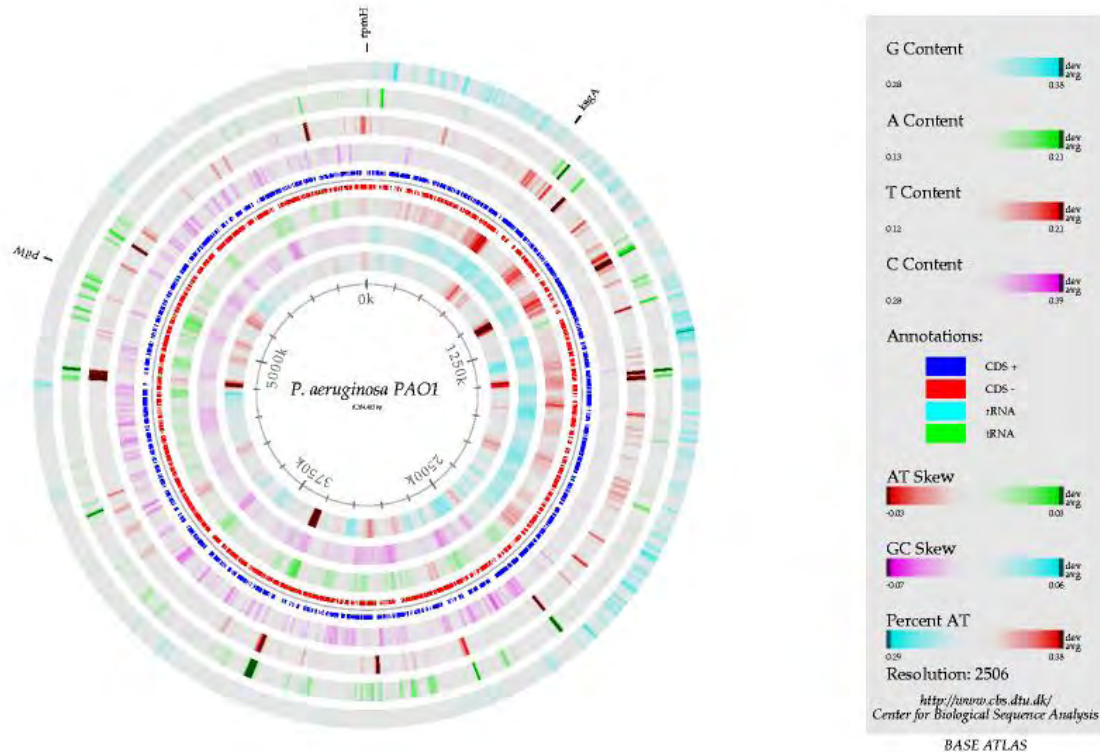 rpmH
ksgA
0k
1250k
2500k
3750k
5000k
P. aeruginosa PAO1
G Content
dev
avg
0.28
0.38
A Content
dev
avg
0.13
0.21
T Content
dev
avg
0.12
0.21
C Content
dev
avg
0.28
0.39
Annotations:
CDS +
CDS -
rRNA
tRNA
AT Skew
dev
avg
-0.03
0.03
GC Skew
dev
avg
-0.07
0.06
Percent AT
dev
avg
0.29
0.38
Resolution: 2506
http://www.cbs.dtu.dk/
Center for Biological Sequence Analysis
BASE ATLAS